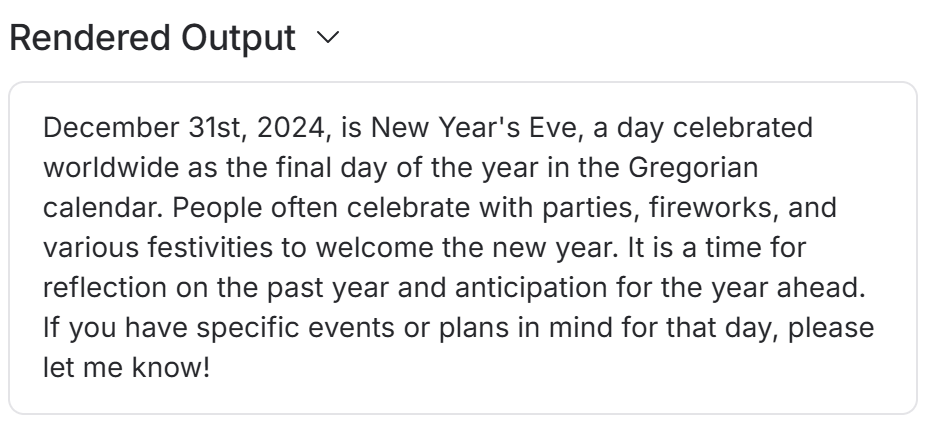 Rendered Output
December 31st, 2024, is New Year's Eve, a day celebrated
worldwide as the final day of the year in the Gregorian
calendar. People often celebrate with parties, fireworks, and
various festivities to welcome the new year. It is a time for
reflection on the past year and anticipation for the year ahead.
If you have specific events or plans in mind for that day, please
let me know!